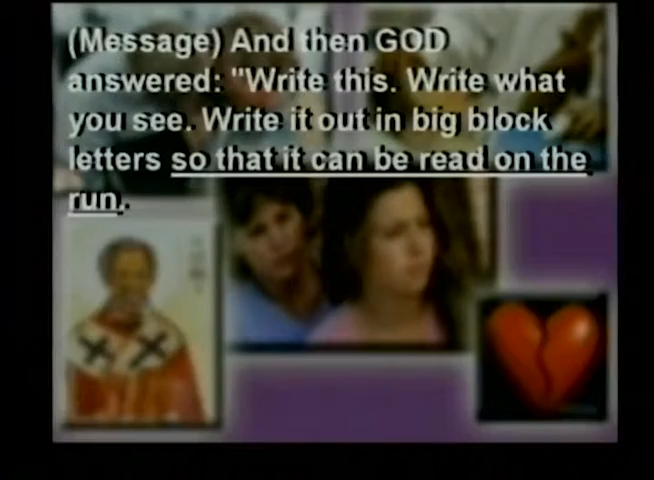 (Message) And then GOD
answered: "Write this. Write what
you see. Write it out in big block
letters so that it can be read on the
run..